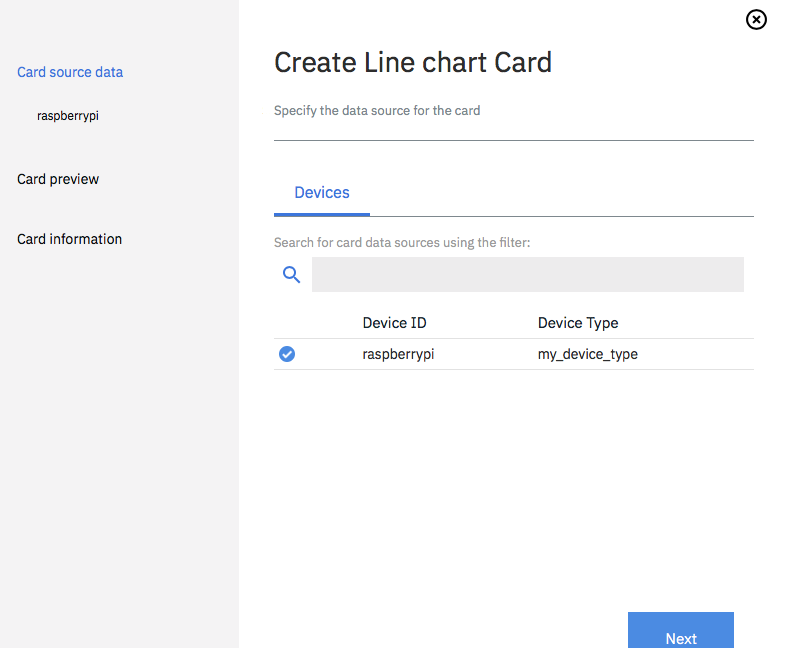 Card source data
raspberrypi
Card preview
Card information
Create Line chart Card
Specify the data source for the card
Devices
Search for card data sources using the filter:
Device ID Device Type
raspberrypi my_device_type
Next